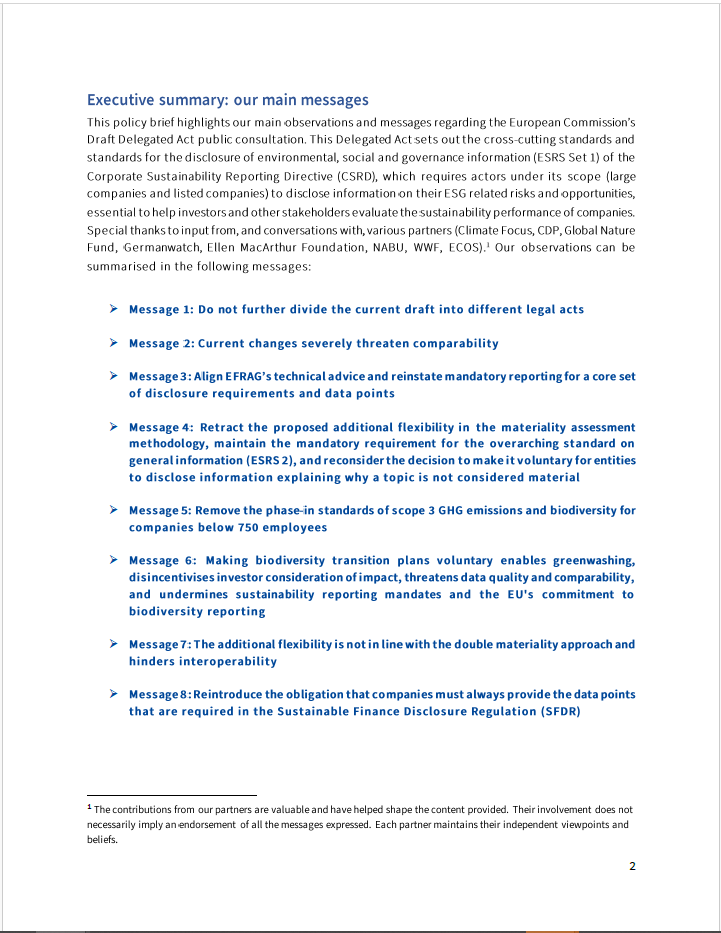 Executive summary: our main messages
This policy brief highlights our main observations and messages regarding the European Commission's
Draft Delegated Act public consultation. This Delegated Act sets out the cross-cutting standards and
standards for the disclosure of environmental, social and governance information (ESRS Set 1) of the
Corporate Sustainability Reporting Directive (CSRD), which requires actors under its scope (large
companies and listed companies) to disclose information on their ESG related risks and opportunities,
essential to help investors and other stakeholders evaluate the sustainability performance of companies.
Special thanks to input from, and conversations with, various partners (Climate Focus, CDP, Global Nature
Fund, Germanwatch, Ellen MacArthur Foundation, NABU, WWF, ECOS).¹ Our observations can be
summarised in the following messages:
➢ Message 1: Do not further divide the current draft into different legal acts
➢ Message 2: Current changes severely threaten comparability
➢ Message 3: Align EFRAG's technical advice and reinstate mandatory reporting for a core set
of disclosure requirements and data points
➢ Message 4: Retract the proposed additional flexibility in the materiality assessment
methodology, maintain the mandatory requirement for the overarching standard on
general information (ESRS 2), and reconsider the decision to make it voluntary for entities
to disclose information explaining why a topic is not considered material
➢ Message 5: Remove the phase-in standards of scope 3 GHG emissions and biodiversity for
companies below 750 employees
➢ Message 6: Making biodiversity transition plans voluntary enables greenwashing,
disincentivises investor consideration of impact, threatens data quality and comparability,
and undermines sustainability reporting mandates and the EU's commitment to
biodiversity reporting
➢ Message 7: The additional flexibility is not in line with the double materiality approach and
hinders interoperability
➢ Message 8: Reintroduce the obligation that companies must always provide the data points
that are required in the Sustainable Finance Disclosure Regulation (SFDR)
¹ The contributions from our partners are valuable and have helped shape the content provided. Their involvement does not
necessarily imply an endorsement of all the messages expressed. Each partner maintains their independent viewpoints and
beliefs.
2